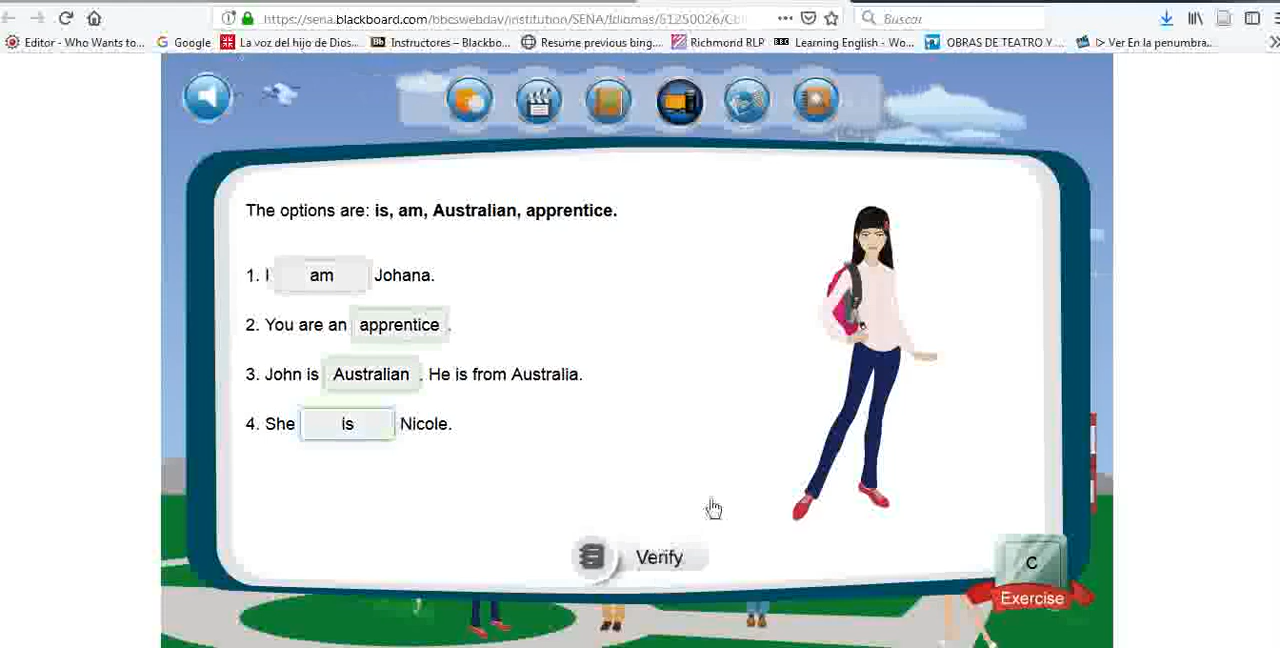 https://sena.blackboard.com/bbcswebdav/institution/SENA/Idiomas/51250026/
Buscar
Editor - Who Wants to...
Google
La voz del hijo de Dios...
Bb Instructores – Blackbo...
Resume previous bing...
Richmond RLP
BBC Learning English - Wo...
OBRAS DE TEATRO Y ...
▷ Ver En la penumbra...
The options are: is, am, Australian, apprentice.
1. I am Johana.
2. You are an apprentice .
3. John is Australian . He is from Australia.
4. She is Nicole.
Verify
C
Exercise